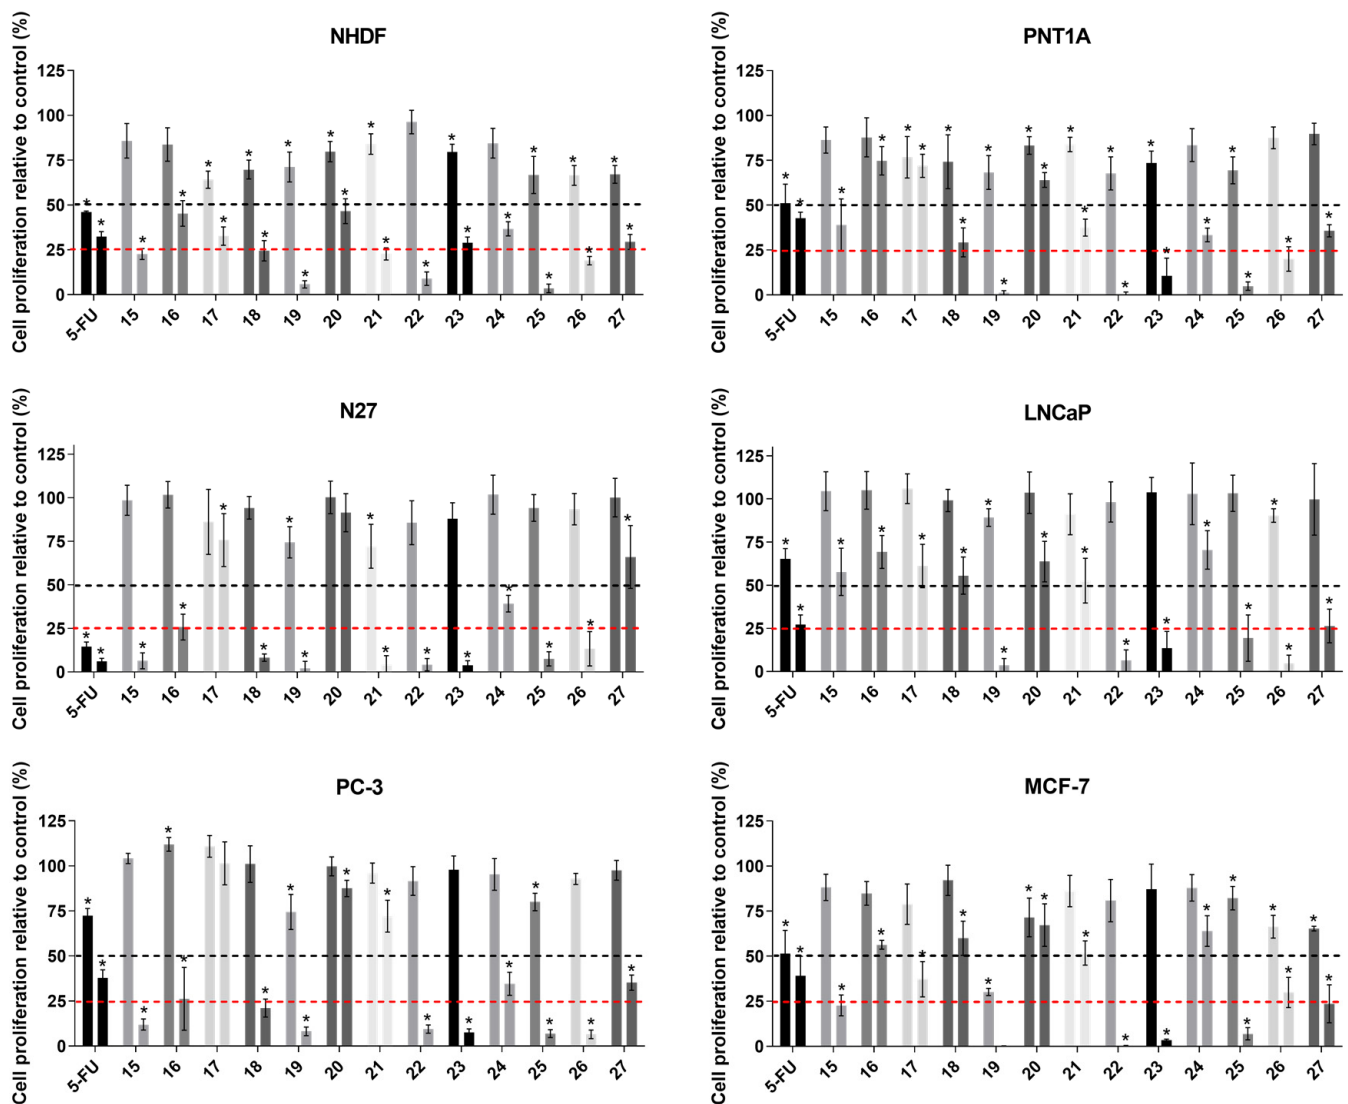 NHDF
Cell proliferation relative to control (%)
125
100
75
50
25
0
5-FU 15 16 17 18 19 20 21 22 23 24 25 26 27
* * * * * * * * * * * * * * * * * * * * * * *
PNT1A
Cell proliferation relative to control (%)
125
100
75
50
25
0
5-FU 15 16 17 18 19 20 21 22 23 24 25 26 27
* * * * * * * * * * * * * * * * * * * * * * *
N27
Cell proliferation relative to control (%)
125
100
75
50
25
0
5-FU 15 16 17 18 19 20 21 22 23 24 25 26 27
* * * * * * * * * * * * * * * *
LNCaP
Cell proliferation relative to control (%)
125
100
75
50
25
0
5-FU 15 16 17 18 19 20 21 22 23 24 25 26 27
* * * * * * * * * * * * * * * * *
PC-3
Cell proliferation relative to control (%)
125
100
75
50
25
0
5-FU 15 16 17 18 19 20 21 22 23 24 25 26 27
* * * * * * * * * * * * * * * * *
MCF-7
Cell proliferation relative to control (%)
125
100
75
50
25
0
5-FU 15 16 17 18 19 20 21 22 23 24 25 26 27
* * * * * * * * * * * * * * * * * * *